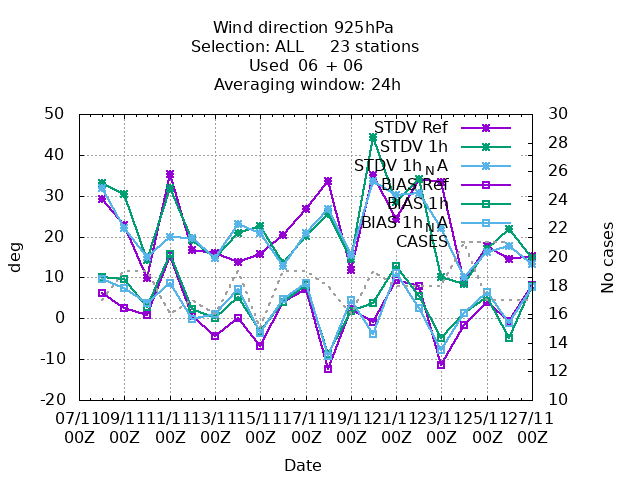 Wind direction 925hPa
Selection: ALL 23 stations
Used 06 + 06
Averaging window: 24h
50 30
STDV Ref
28
STDV 1h
40
26
STDV 1h_N A
BIAS Ref
24
30
BIAS 1h
22
BIAS 1h_N A
20
CASES
20
10
18
0
16
-10
14
12
-20 10
deg
No cases
07/11 09/11 11/11 13/11 15/11 17/11 19/11 21/11 23/11 25/11 27/11
00Z 00Z 00Z 00Z 00Z 00Z 00Z 00Z 00Z 00Z 00Z
Date